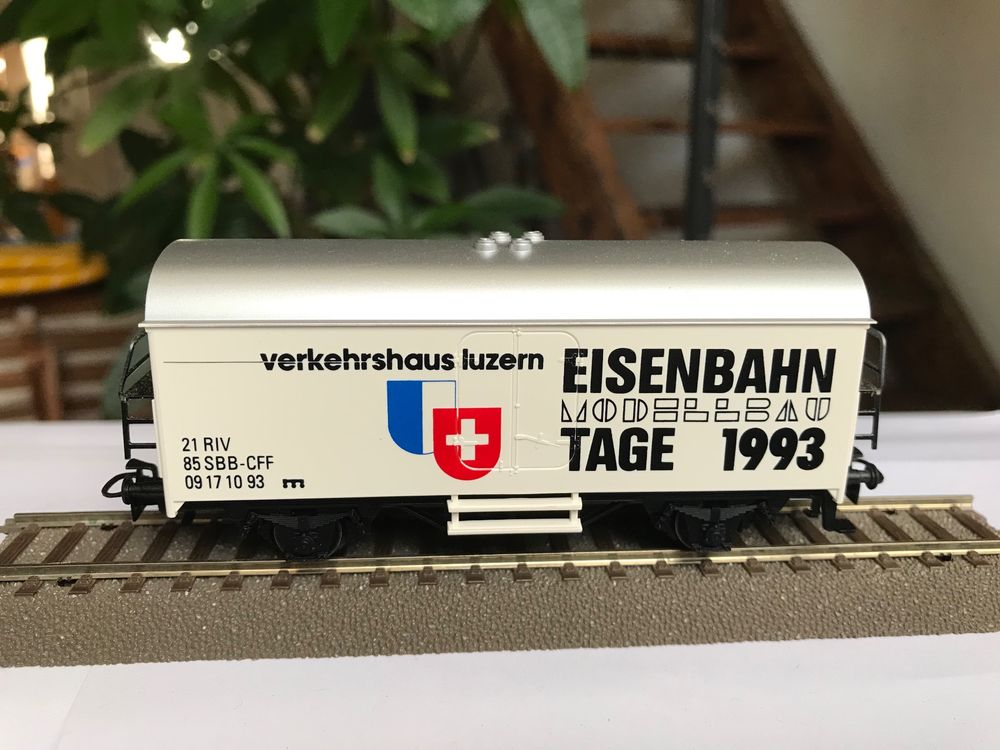 verkehrshaus luzern
EISENBAHN
MODELLBAU
TAGE 1993
21 RIV
85 SBB-CFF
09 17 10 93